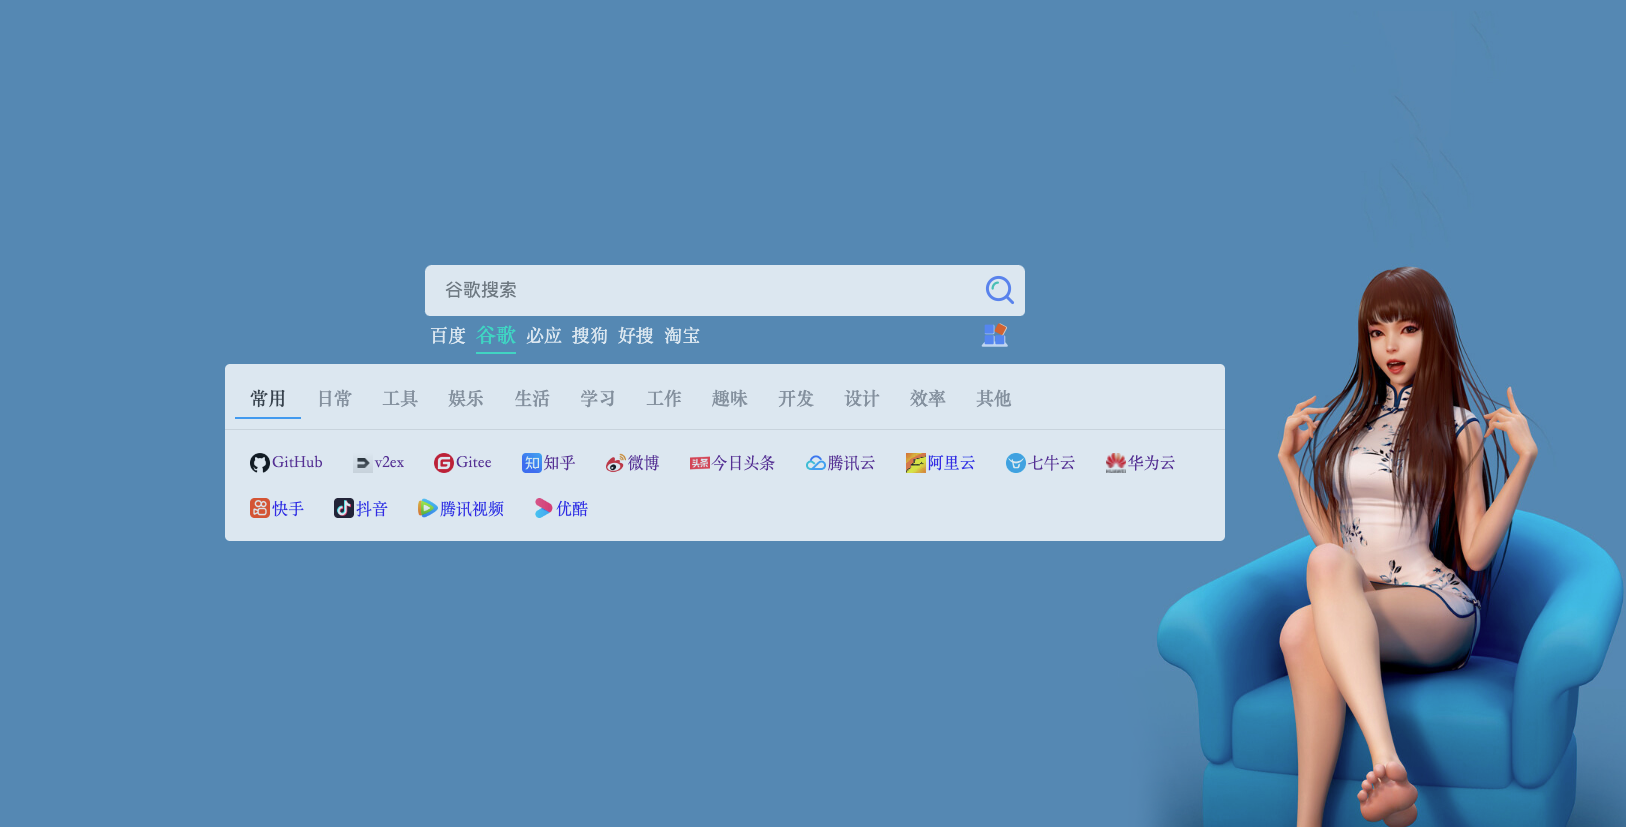 谷歌搜索
百度 谷歌 必应 搜狗 好搜 淘宝
常用 日常 工具 娱乐 生活 学习 工作 趣味 开发 设计 效率 其他
GitHub v2ex Gitee 知 知乎 微博 头条 今日头条 腾讯云 阿里云 七牛云 华为云
快手 抖音 腾讯视频 优酷